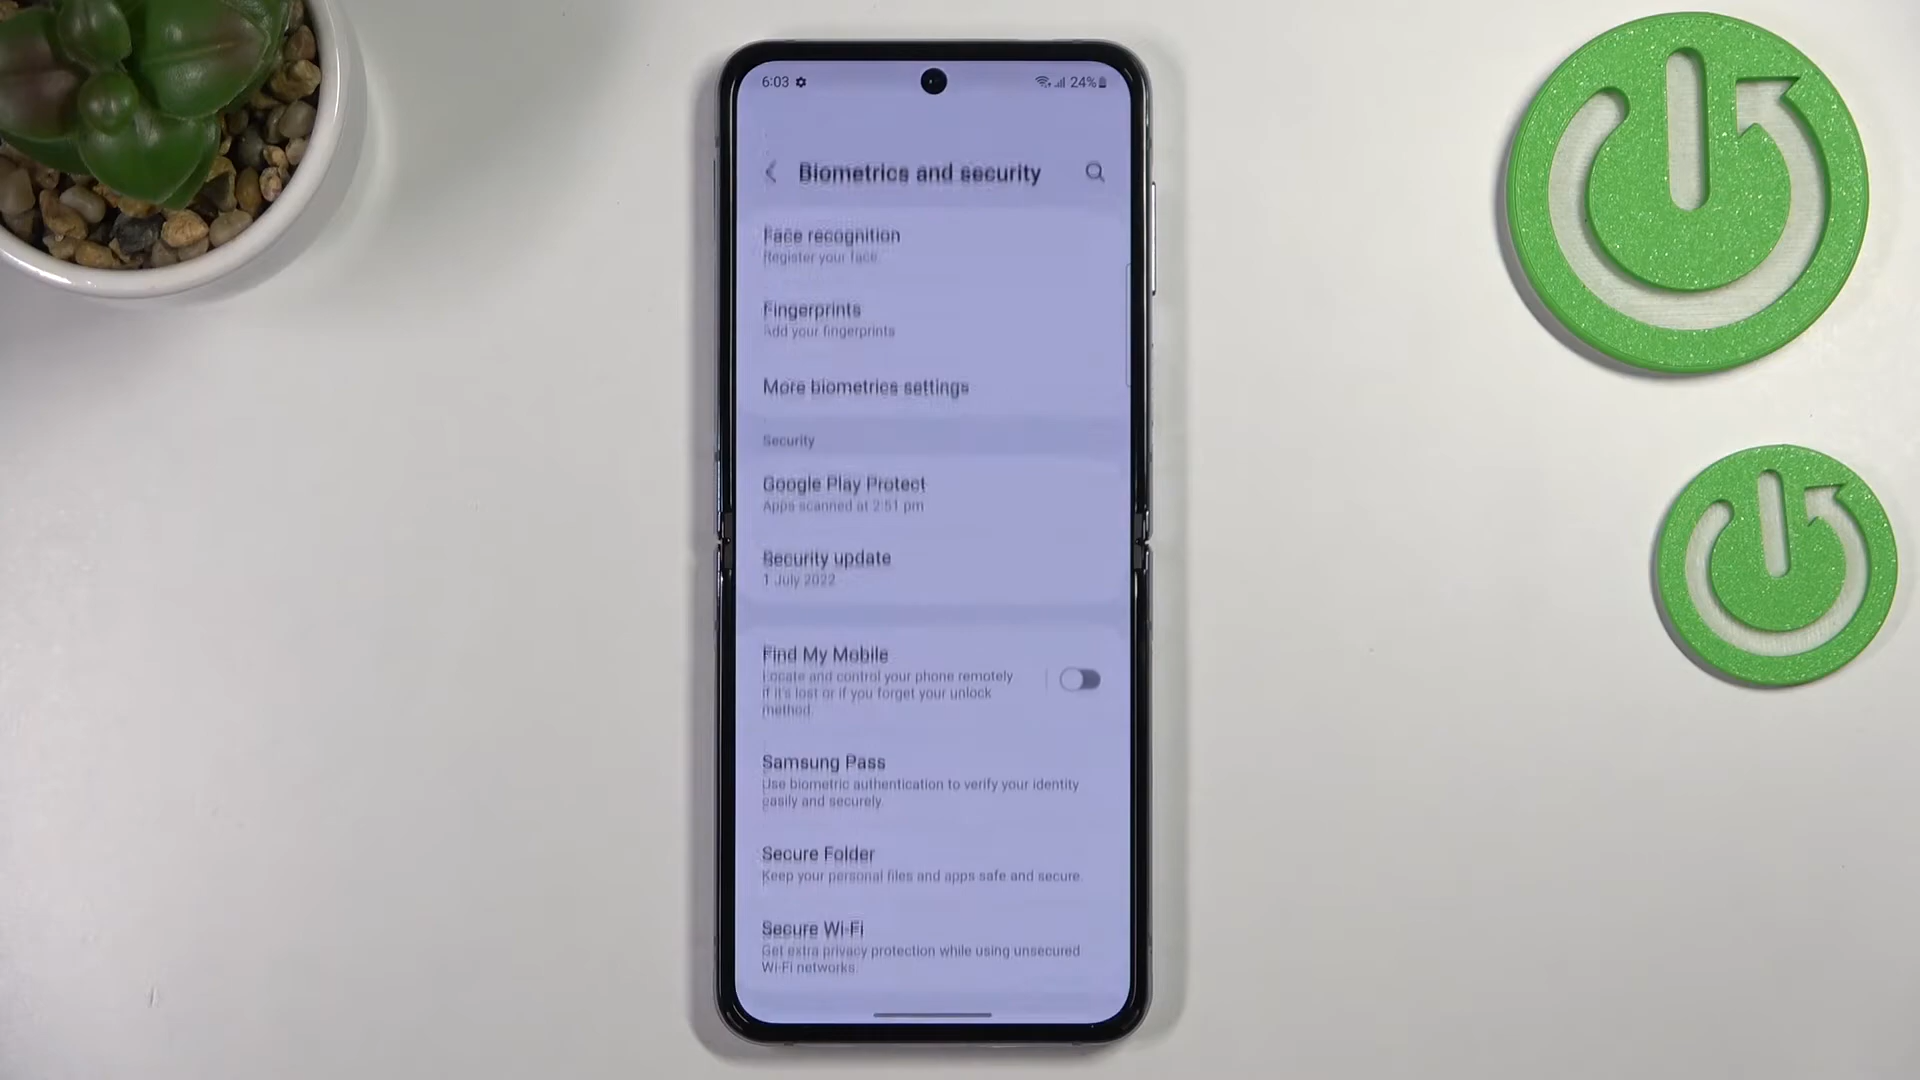 6:03
24%
Biometrics and security
Face recognition
Register your face.
Fingerprints
Add your fingerprints
More biometrics settings
Security
Google Play Protect
Apps scanned at 2:51 pm
Security update
1 July 2022
Find My Mobile
Locate and control your phone remotely
if it's lost or if you forget your unlock
method.
Samsung Pass
Use biometric authentication to verify your identity
easily and securely.
Secure Folder
Keep your personal files and apps safe and secure.
Secure Wi-Fi
Get extra privacy protection while using unsecured
Wi-Fi networks.